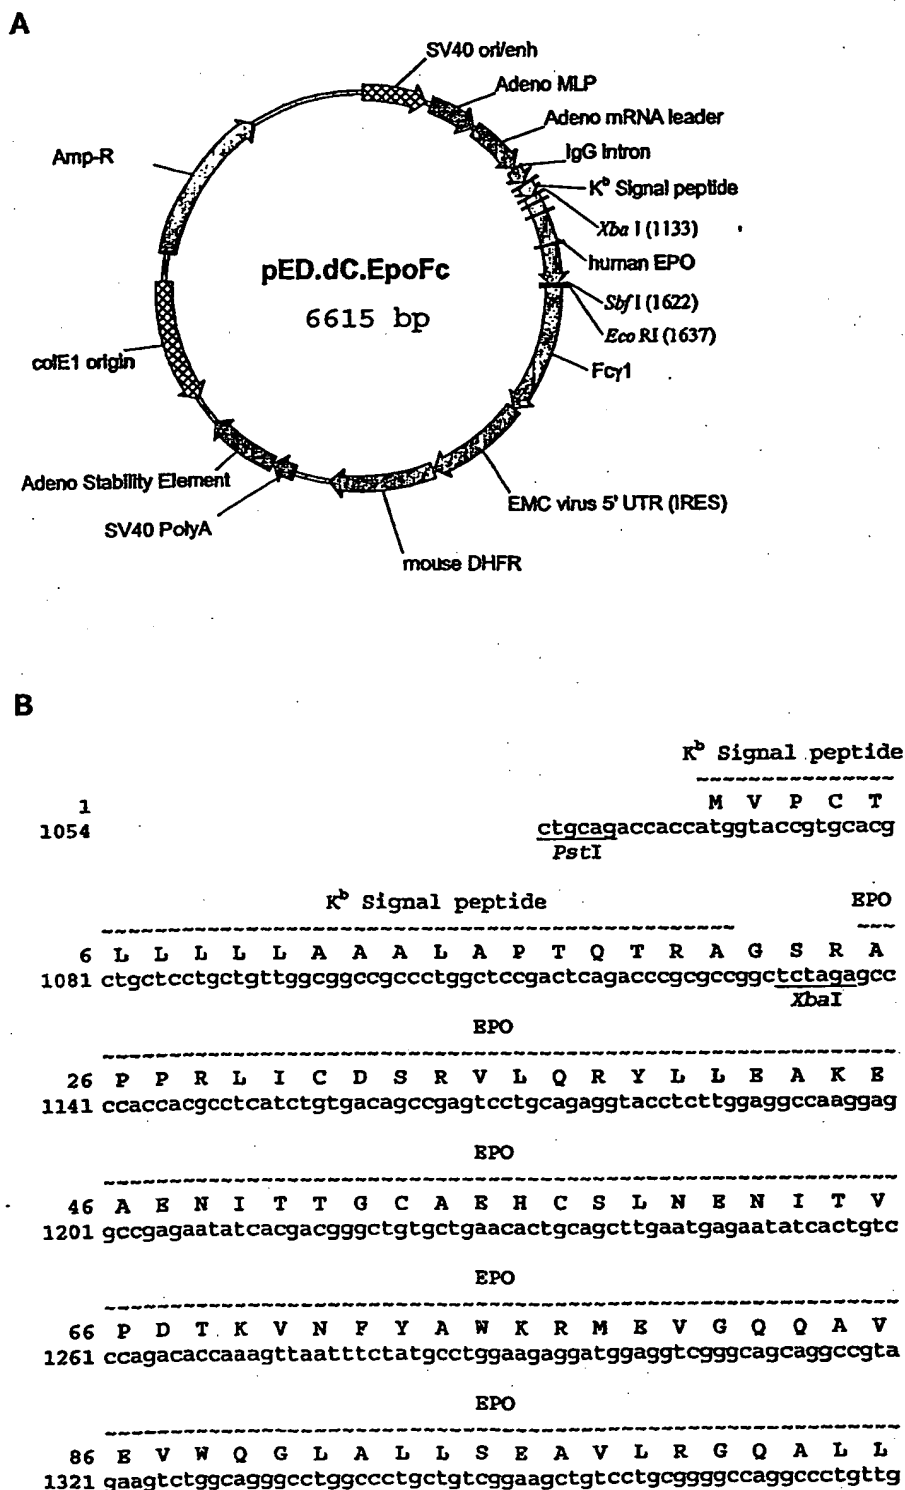 A
SV40 ori/enh
Adeno MLP
Adeno mRNA leader
IgG Intron
Kᵇ Signal peptide
Xba I (1133)
human EPO
Sbf I (1622)
Eco RI (1637)
Fcγ1
EMC virus 5' UTR (IRES)
mouse DHFR
SV40 PolyA
Adeno Stability Element
colE1 origin
Amp-R
pED.dC.EpoFc
6615 bp
B
Kᵇ Signal peptide
~~~~~~~~~~~~~~~
1 M V P C T
1054 ctgcagaccaccatggtaccgtgcacg
PstI
Kᵇ Signal peptide EPO
~~~~~~~~~~~~~~~~~~~~~~~~~~~~~~~~~~~~~~~~~~~~~~~~ ~~~
6 L L L L L A A A L A P T Q T R A G S R A
1081 ctgctcctgctgttggcggccgccctggctccgactcagacccgcgccggctctagagcc
XbaI
EPO
~~~~~~~~~~~~~~~~~~~~~~~~~~~~~~~~~~~~~~~~~~~~~~~~~~~~~~~~~~~~
26 P P R L I C D S R V L Q R Y L L E A K E
1141 ccaccacgcctcatctgtgacagccgagtcctgcagaggtacctcttggaggccaaggag
EPO
~~~~~~~~~~~~~~~~~~~~~~~~~~~~~~~~~~~~~~~~~~~~~~~~~~~~~~~~~~~~
46 A E N I T T G C A E H C S L N E N I T V
1201 gccgagaatatcacgacgggctgtgctgaacactgcagcttgaatgagaatatcactgtc
EPO
~~~~~~~~~~~~~~~~~~~~~~~~~~~~~~~~~~~~~~~~~~~~~~~~~~~~~~~~~~~~
66 P D T K V N F Y A W K R M E V G Q Q A V
1261 ccagacaccaaagttaatttctatgcctggaagaggatggaggtcgggcagcaggccgta
EPO
~~~~~~~~~~~~~~~~~~~~~~~~~~~~~~~~~~~~~~~~~~~~~~~~~~~~~~~~~~~~
86 E V W Q G L A L L S E A V L R G Q A L L
1321 gaagtctggcagggcctggccctgctgtcggaagctgtcctgcggggccaggccctgttg